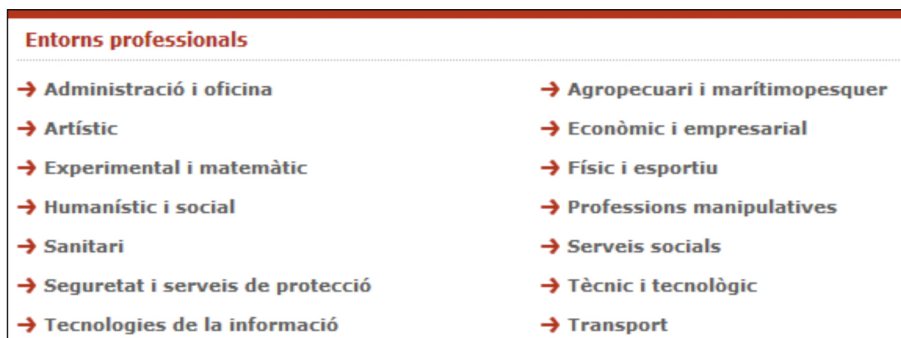 Entorns professionals
Administració i oficina
Agropecuari i marítimopesquer
Artístic
Econòmic i empresarial
Experimental i matemàtic
Físic i esportiu
Humanístic i social
Professions manipulatives
Sanitari
Serveis socials
Seguretat i serveis de protecció
Tècnic i tecnològic
Tecnologies de la informació
Transport